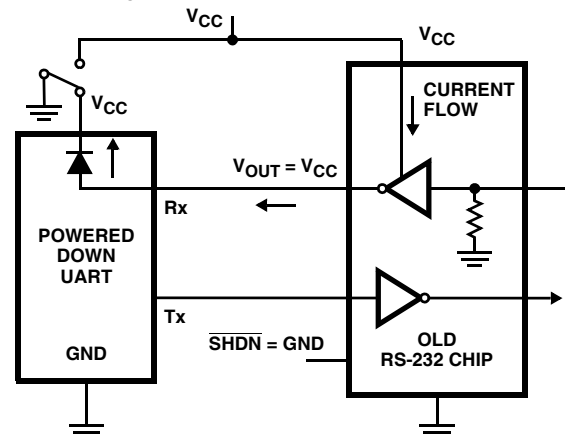 VCC
VCC
VCC
CURRENT
FLOW
VOUT = VCC
Rx
POWERED
DOWN
UART
Tx
GND
SHDN = GND
OLD
RS-232 CHIP